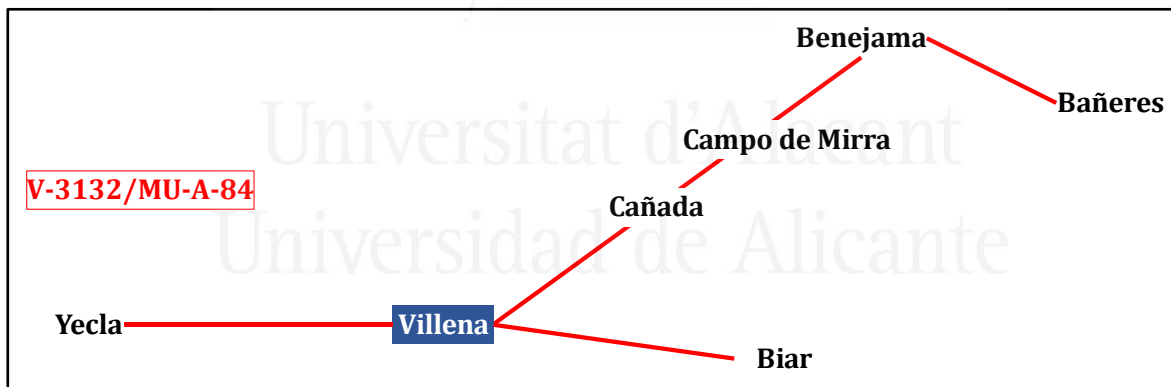 Benejama
Bañeres
Universitat d'Alacant
Campo de Mirra
V-3132/MU-A-84
Cañada
Universidad de Alicante
Yecla
Villena
Biar